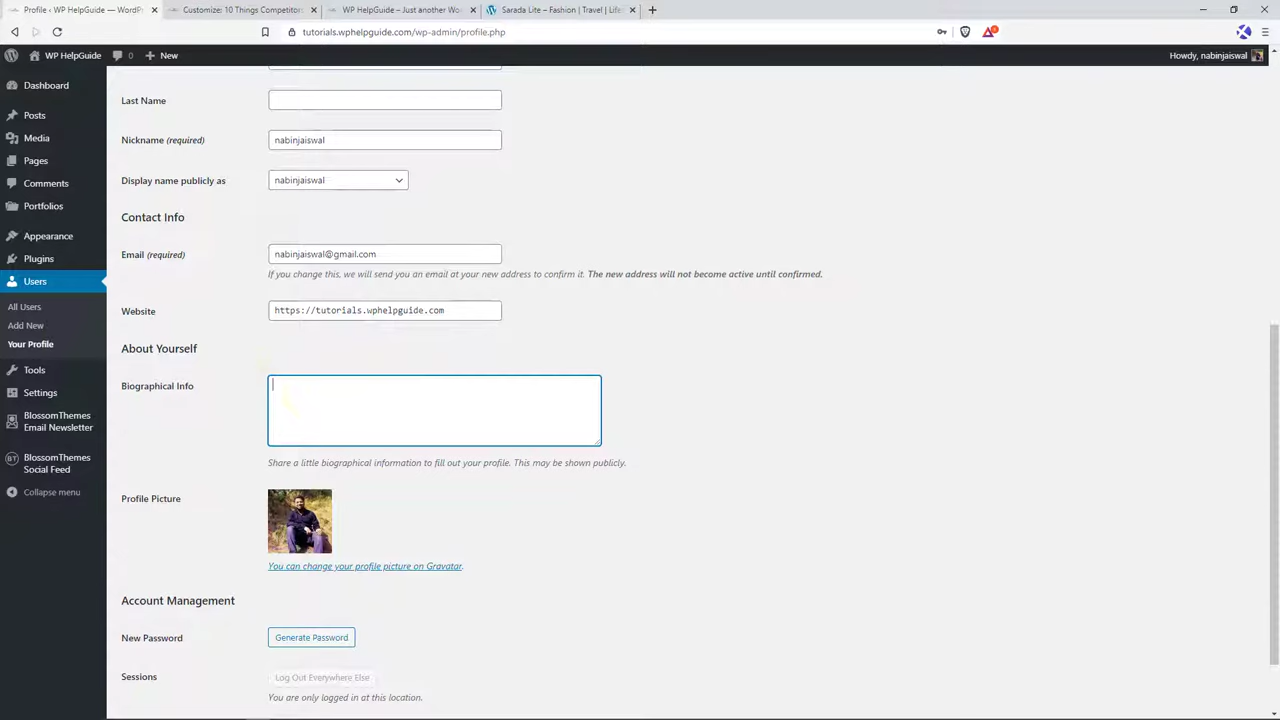 Profile ‹ WP HelpGuide — WordPr
Customize: 10 Things Competitors
WP HelpGuide – Just another Wo
Sarada Lite – Fashion | Travel | Life
tutorials.wphelpguide.com/wp-admin/profile.php
WP HelpGuide
0
New
Howdy, nabinjaiswal
Dashboard
Posts
Media
Pages
Comments
Portfolios
Appearance
Plugins
Users
All Users
Add New
Your Profile
Tools
Settings
BlossomThemes
Email Newsletter
BT
BlossomThemes
Social Feed
Collapse menu
Last Name
Nickname (required)
nabinjaiswal
Display name publicly as
nabinjaiswal
Contact Info
Email (required)
nabinjaiswal@gmail.com
If you change this, we will send you an email at your new address to confirm it. The new address will not become active until confirmed.
Website
https://tutorials.wphelpguide.com
About Yourself
Biographical Info
Share a little biographical information to fill out your profile. This may be shown publicly.
Profile Picture
You can change your profile picture on Gravatar.
Account Management
New Password
Generate Password
Sessions
Log Out Everywhere Else
You are only logged in at this location.